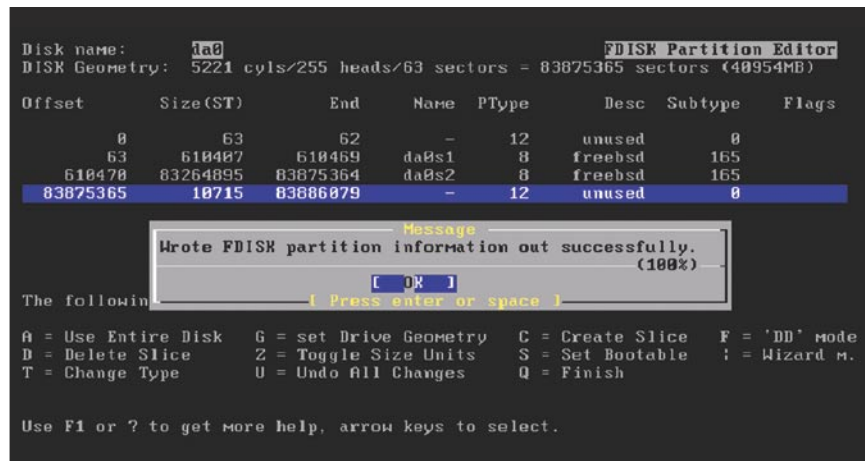 Disk name: da0 FDISK Partition Editor
DISK Geometry: 5221 cyls/255 heads/63 sectors = 83875365 sectors (40954MB)
Offset Size(ST) End Name PType Desc Subtype Flags
0 63 62 - 12 unused 0
63 610407 610469 da0s1 8 freebsd 165
610470 83264895 83875364 da0s2 8 freebsd 165
83875365 10715 83886079 - 12 unused 0
Message
Wrote FDISK partition information out successfully.
(100%)
[ OK ]
The followin [ Press enter or space ]
A = Use Entire Disk G = set Drive Geometry C = Create Slice F = 'DD' mode
D = Delete Slice Z = Toggle Size Units S = Set Bootable | = Wizard m.
T = Change Type U = Undo All Changes Q = Finish
Use F1 or ? to get more help, arrow keys to select.